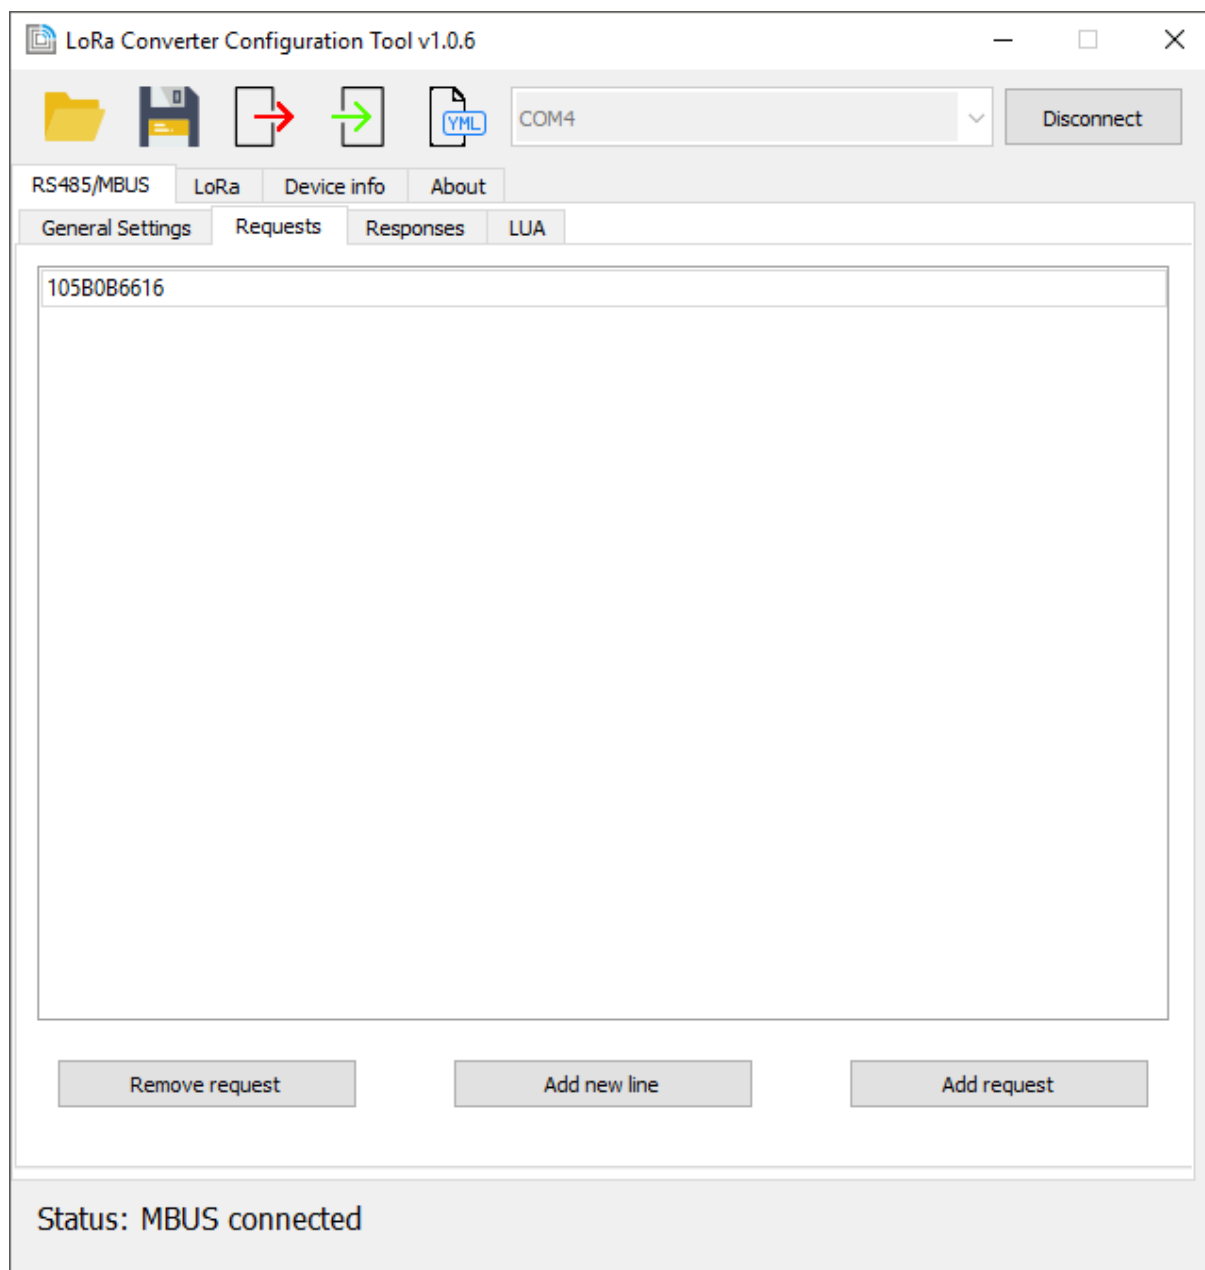 LoRa Converter Configuration Tool v1.0.6
YML COM4 Disconnect
RS485/MBUS LoRa Device info About
General Settings Requests Responses LUA
105B0B6616
Remove request Add new line Add request
Status: MBUS connected